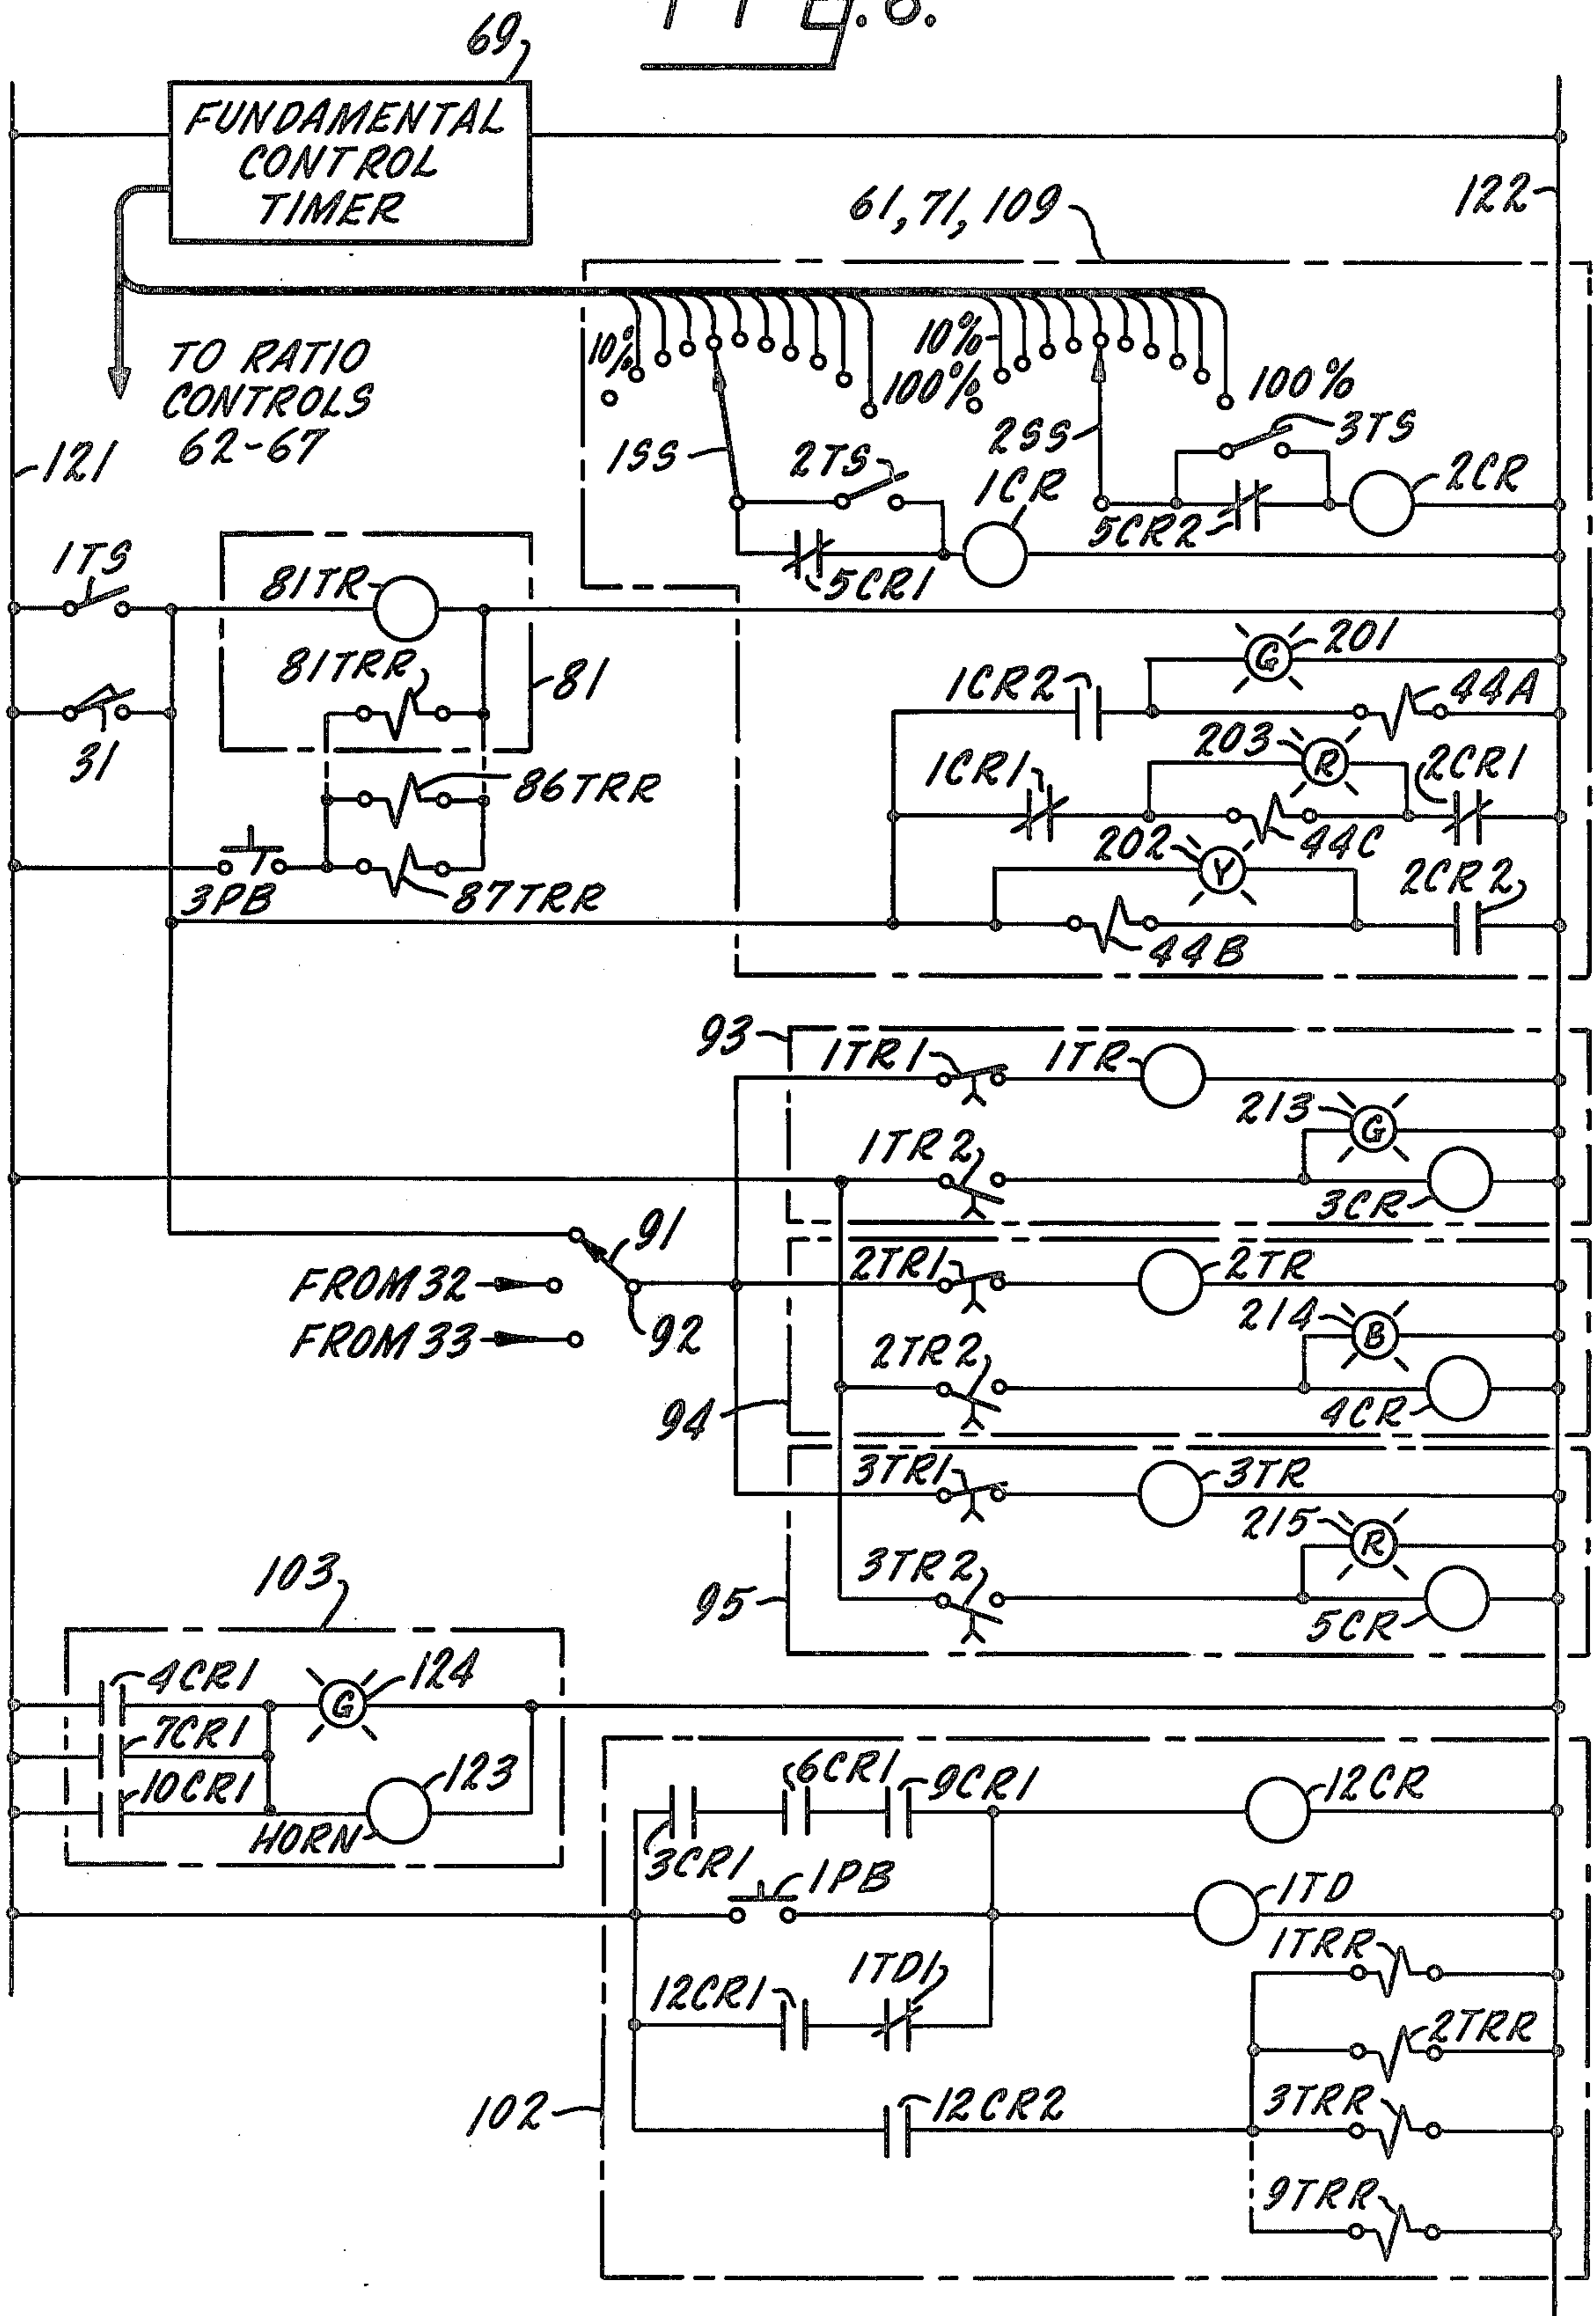 FIG. 8.
69
FUNDAMENTAL
CONTROL
TIMER
122
61, 71, 109
10%
100%
10%
100%
TO RATIO
CONTROLS
62-67
121
1SS
2TS
1CR
2SS
3TS
2CR
5CR2
5CR1
1TS
81TR
81TRR
81
31
86TRR
3PB
87TRR
G
201
1CR2
44A
203
R
1CR1
2CR1
44C
202
Y
2CR2
44B
93
1TR1
1TR
213
G
1TR2
3CR
91
FROM 32
92
FROM 33
2TR1
2TR
214
B
2TR2
4CR
94
3TR1
3TR
215
R
3TR2
5CR
95
103
4CR1
G
124
7CR1
10CR1
123
HORN
6CR1
9CR1
12CR
3CR1
1PB
1TD
1TRR
12CR1
1TD1
2TRR
102
12CR2
3TRR
9TRR